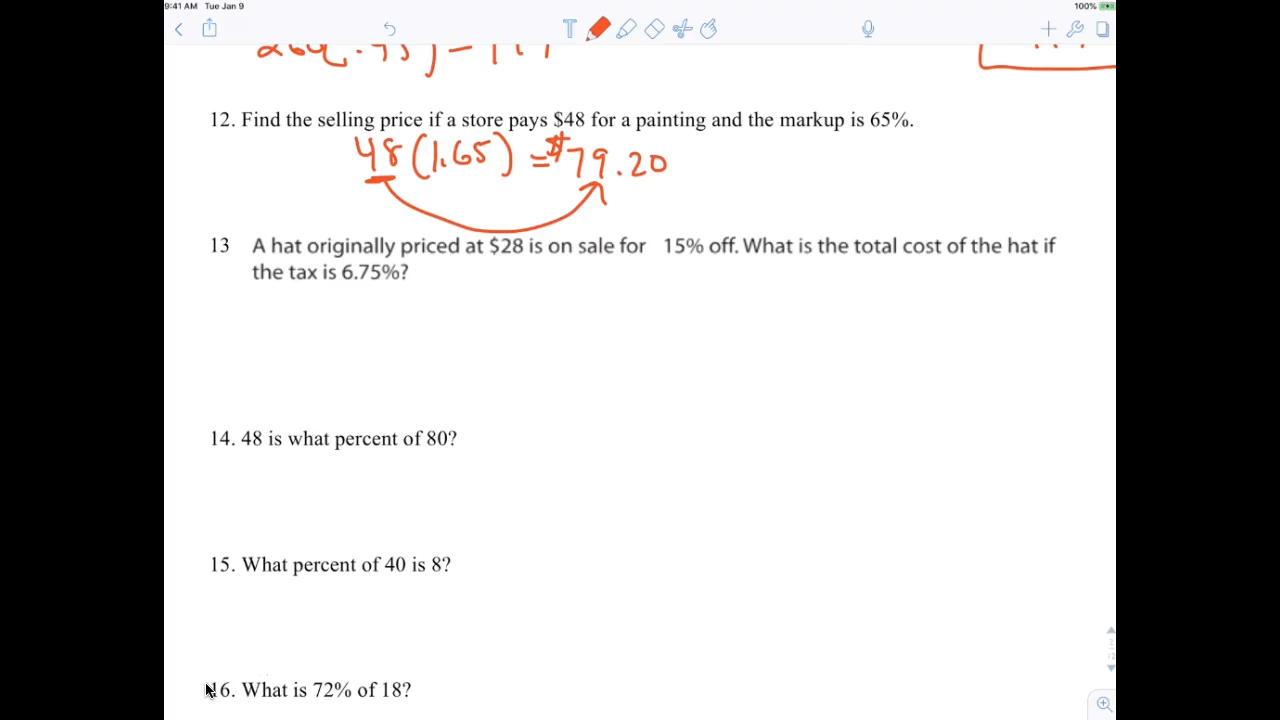 9:41 AM Tue Jan 9
100%
12. Find the selling price if a store pays $48 for a painting and the markup is 65%.
48(1.65) = $79.20
13 A hat originally priced at $28 is on sale for 15% off. What is the total cost of the hat if
the tax is 6.75%?
14. 48 is what percent of 80?
15. What percent of 40 is 8?
16. What is 72% of 18?